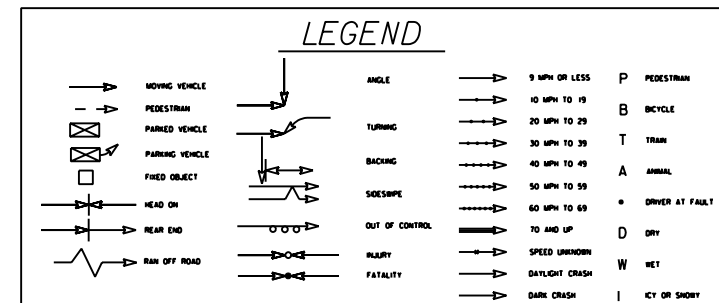 LEGEND
MOVING VEHICLE
PEDESTRIAN
PARKED VEHICLE
PARKING VEHICLE
FIXED OBJECT
HEAD ON
REAR END
RAN OFF ROAD
ANGLE
TURNING
BACKING
SIDESWIPE
OUT OF CONTROL
INJURY
FATALITY
9 MPH OR LESS
10 MPH TO 19
20 MPH TO 29
30 MPH TO 39
40 MPH TO 49
50 MPH TO 59
60 MPH TO 69
70 AND UP
SPEED UNKNOWN
DAYLIGHT CRASH
DARK CRASH
P PEDESTRIAN
B BICYCLE
T TRAIN
A ANIMAL
• DRIVER AT FAULT
D DRY
W WET
I ICY OR SNOWY